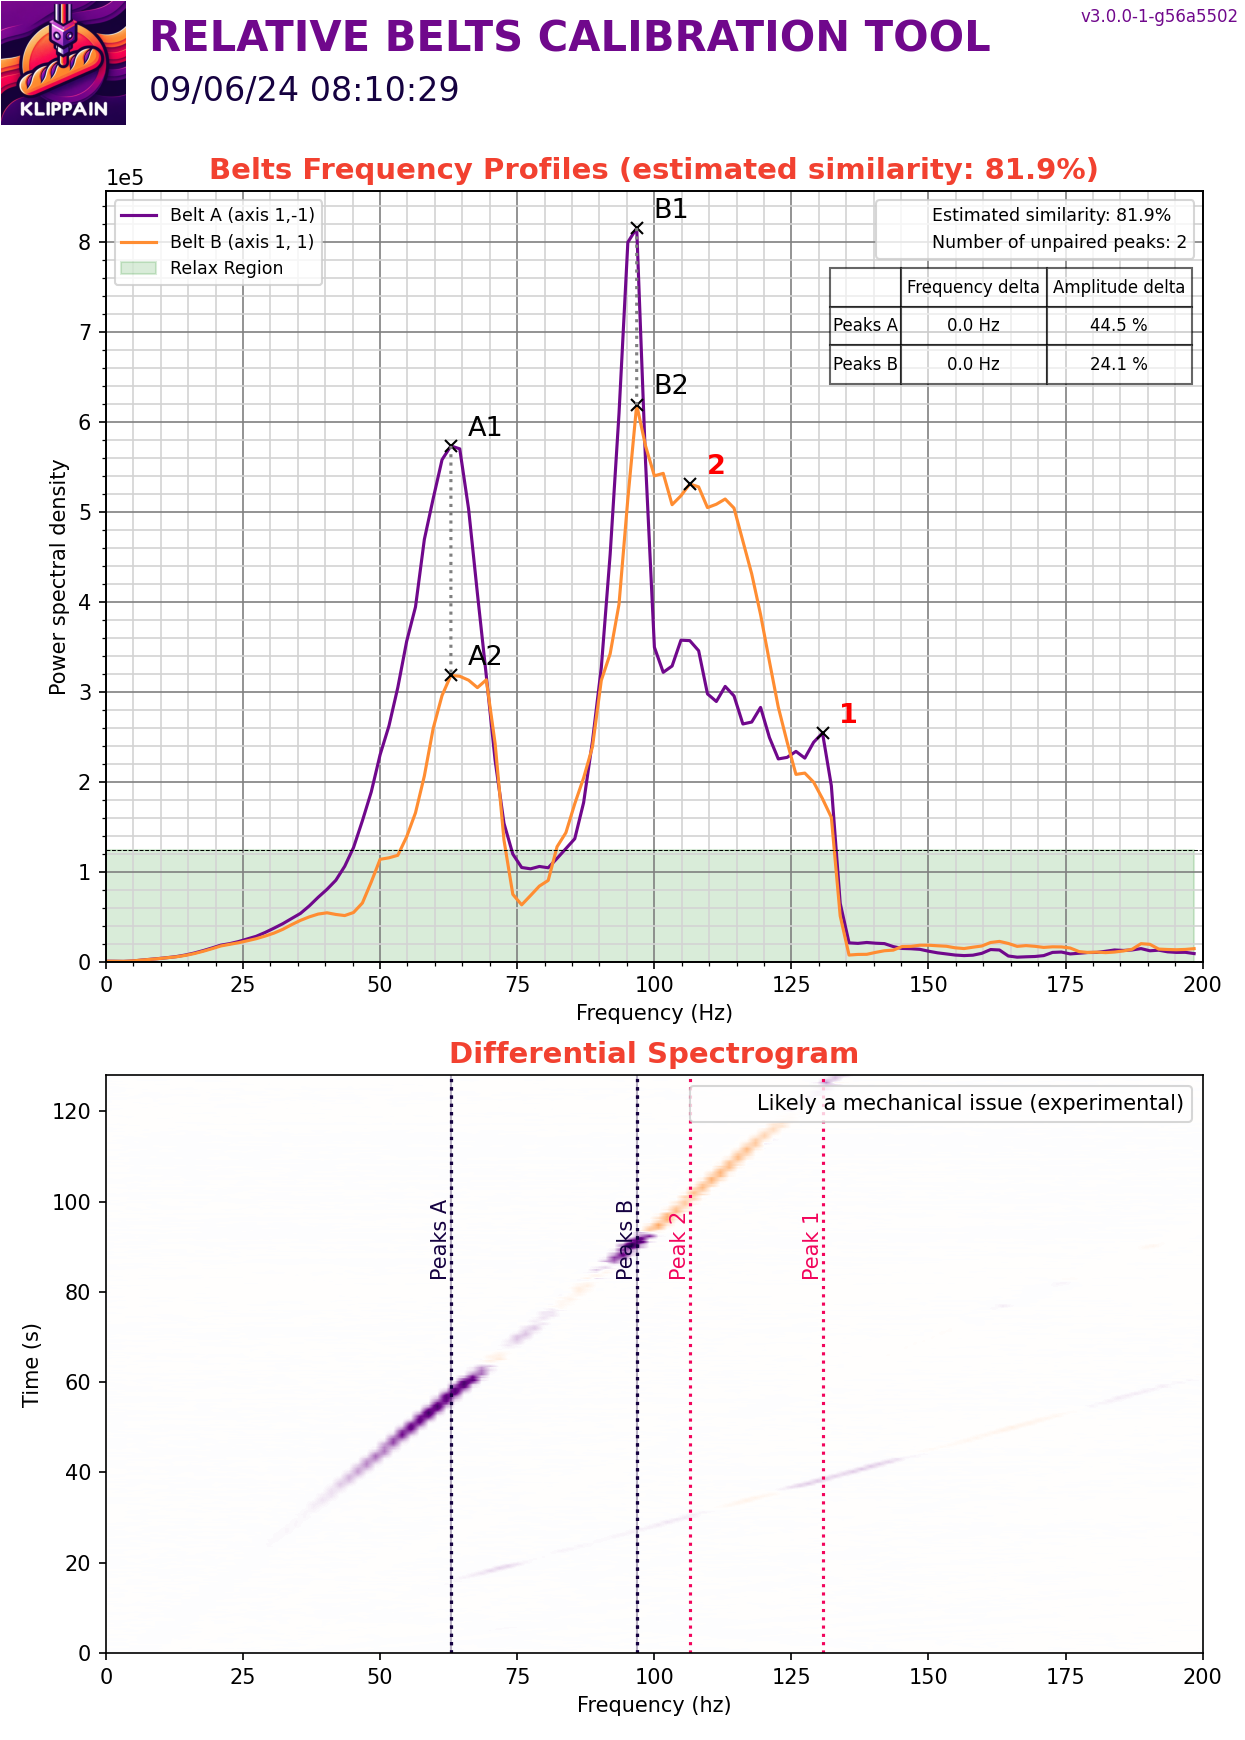 v3.0.0-1-g56a5502
RELATIVE BELTS CALIBRATION TOOL
09/06/24 08:10:29
KLIPPAIN
Belts Frequency Profiles (estimated similarity: 81.9%)
1e5
Belt A (axis 1,-1)
Belt B (axis 1, 1)
Relax Region
Estimated similarity: 81.9%
Number of unpaired peaks: 2
Frequency delta Amplitude delta
Peaks A 0.0 Hz 44.5 %
Peaks B 0.0 Hz 24.1 %
B1
B2
A1
2
A2
1
Power spectral density
8
7
6
5
4
3
2
1
0
0 25 50 75 100 125 150 175 200
Frequency (Hz)
Differential Spectrogram
Likely a mechanical issue (experimental)
Peaks A
Peaks B
Peak 2
Peak 1
Time (s)
120
100
80
60
40
20
0
0 25 50 75 100 125 150 175 200
Frequency (hz)